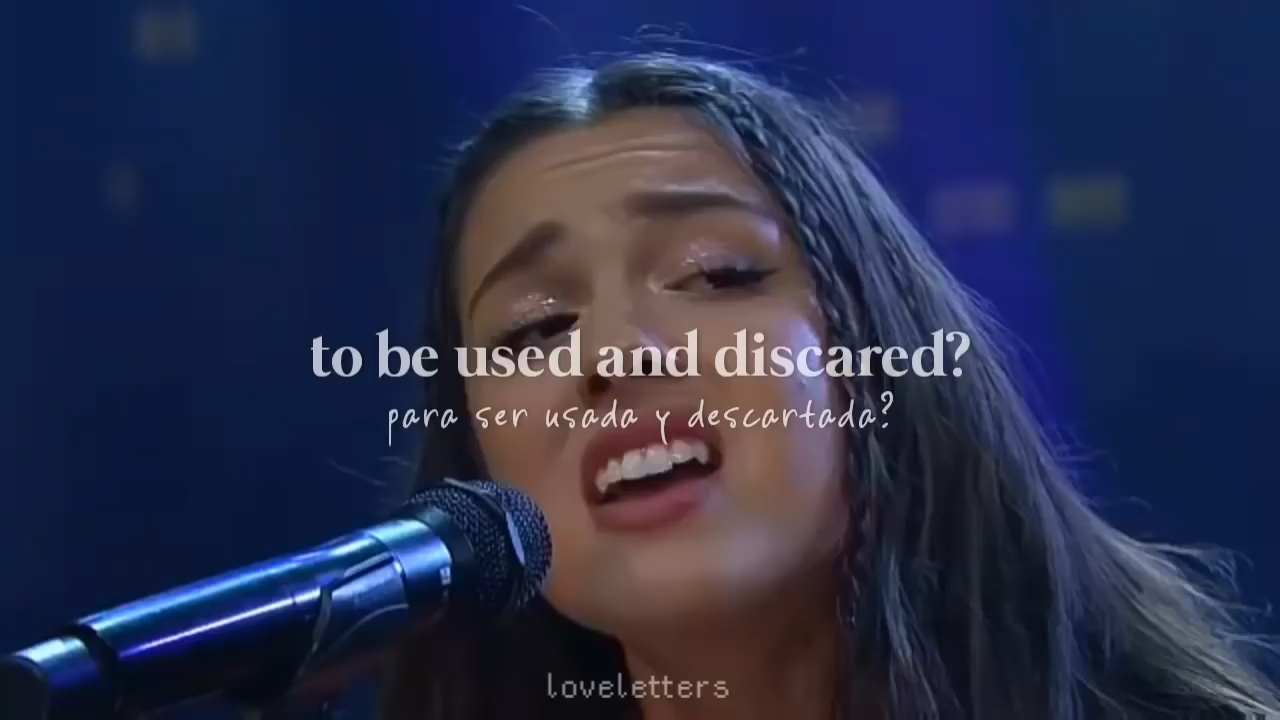 to be used and discared?
para ser usada y descartada?
loveletters